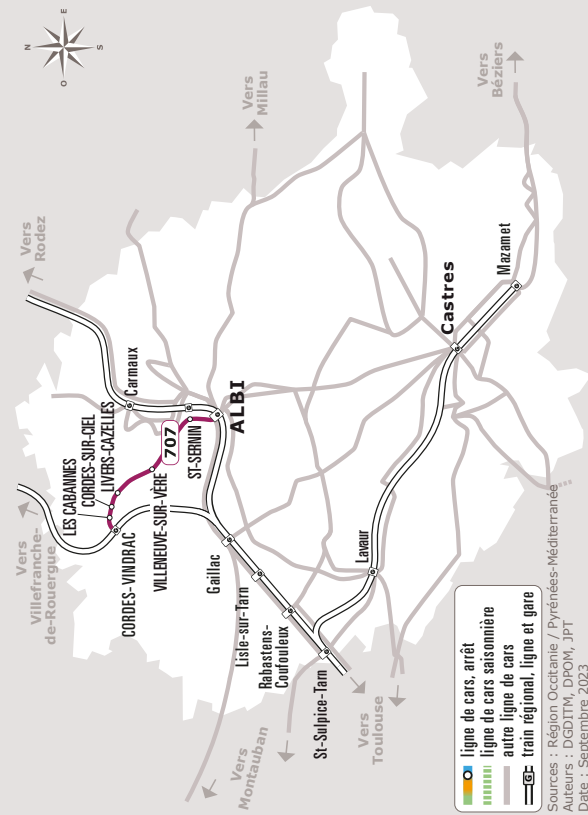 N
E
S
O
Vers
Rodez
Vers
Millau
Vers
Béziers
Vers
Villefranche-
de-Rouergue
LES CABANNES
CORDES-SUR-CIEL
LIVERS-CAZELLES
Carmaux
CORDES-VINDRAC
VILLENEUVE-SUR-VÈRE
707
ST-SERNIN
ALBI
Castres
Mazamet
Gaillac
Lisle-sur-Tarn
Rabastens-
Coufouleux
St-Sulpice-Tarn
Lavaur
Vers
Montauban
Vers
Toulouse
ligne de cars, arrêt
ligne de cars saisonnière
autre ligne de cars
G train régional, ligne et gare
Sources : Région Occitanie / Pyrénées-Méditerranée
Auteurs : DGDITM, DPOM, JPT
Date : Septembre 2023